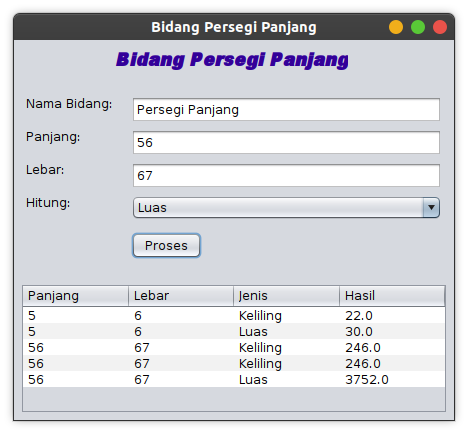 Bidang Persegi Panjang
Bidang Persegi Panjang
Nama Bidang: Persegi Panjang
Panjang: 56
Lebar: 67
Hitung: Luas
Proses
Panjang Lebar Jenis Hasil
5 6 Keliling 22.0
5 6 Luas 30.0
56 67 Keliling 246.0
56 67 Keliling 246.0
56 67 Luas 3752.0